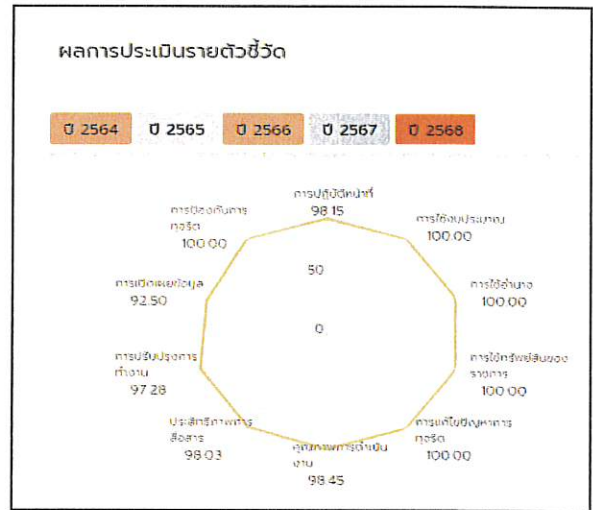 ผลการประเมินรายตัวชี้วัด
ปี 2564 ปี 2565 ปี 2566 ปี 2567 ปี 2568
การปฏิบัติหน้าที่
98.15
การป้องกันการ
ทุจริต
100.00
การใช้งบประมาณ
100.00
50
การเปิดเผยข้อมูล
92.50
การใช้อำนาจ
100.00
0
การปรับปรุงการ
ทำงาน
97.28
การใช้ทรัพย์สินของ
ราชการ
100.00
ประสิทธิภาพการ
สื่อสาร
98.03
การแก้ไขปัญหาการ
ทุจริต
100.00
คุณภาพการดำเนิน
งาน
98.45